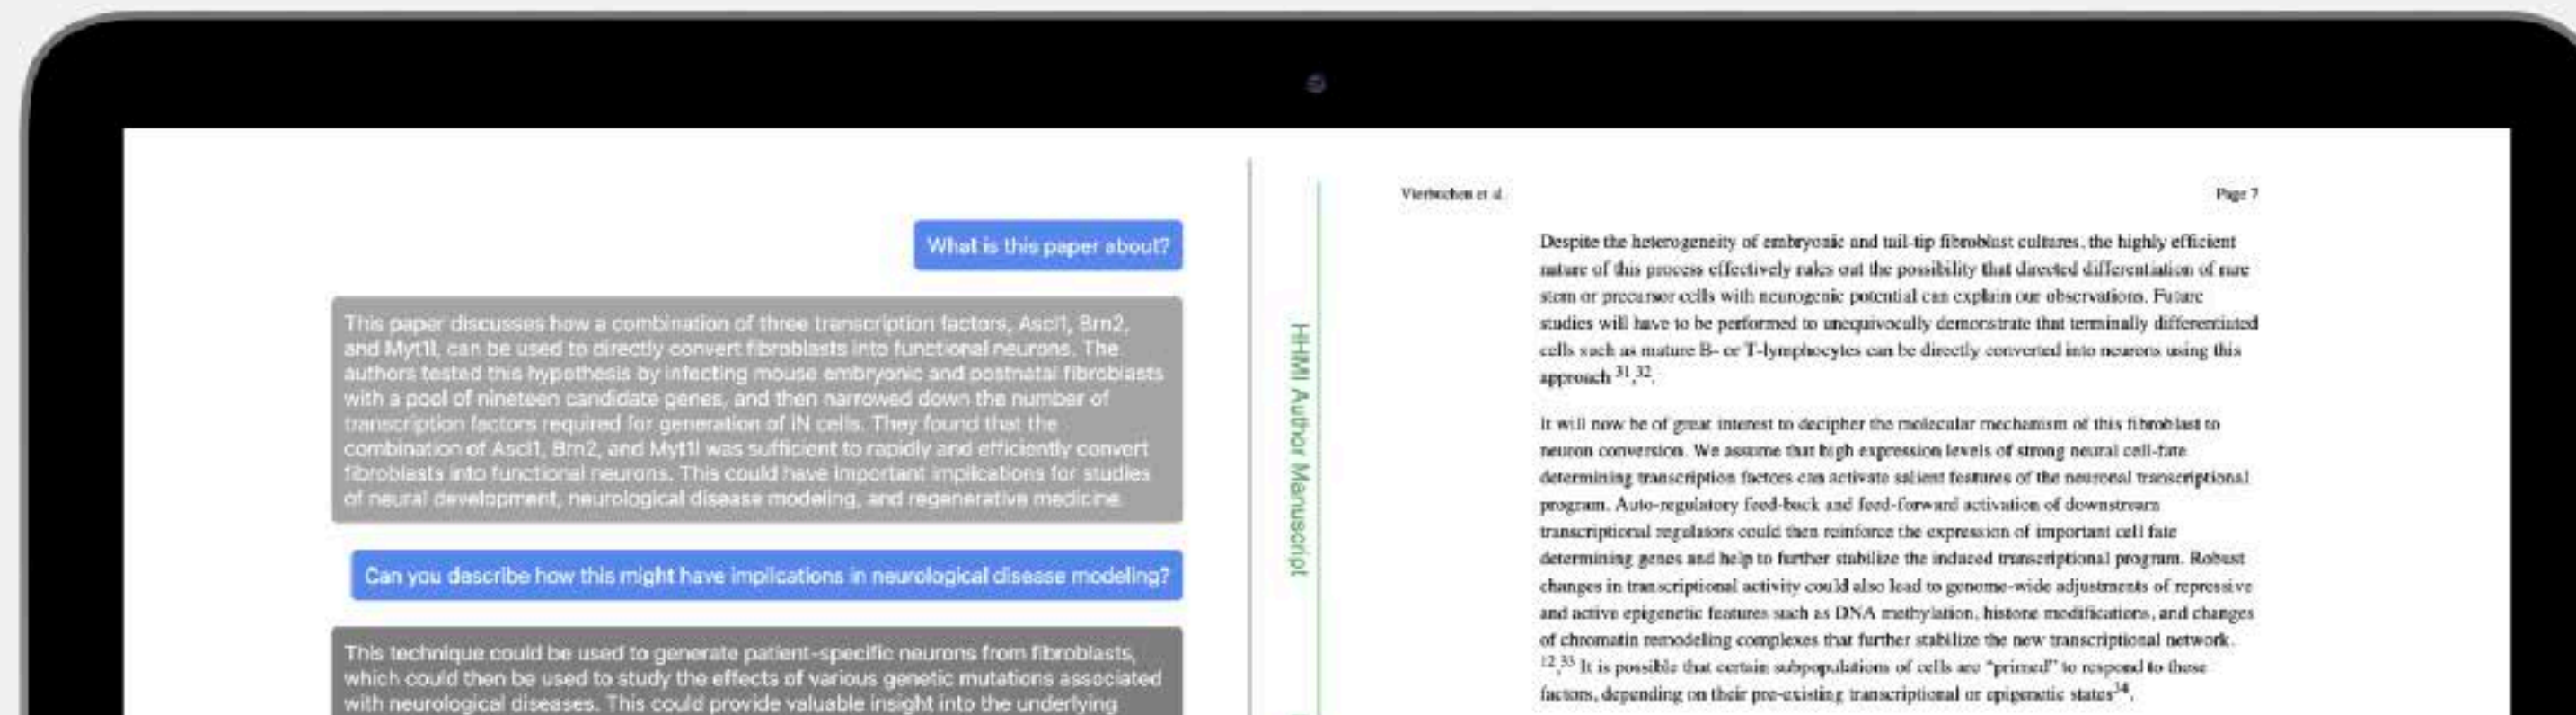 What is this paper about?
This paper discusses how a combination of three transcription factors, Ascl1, Brn2,
and Myt1l, can be used to directly convert fibroblasts into functional neurons. The
authors tested this hypothesis by infecting mouse embryonic and postnatal fibroblasts
with a pool of nineteen candidate genes, and then narrowed down the number of
transcription factors required for generation of iN cells. They found that the
combination of Ascl1, Brn2, and Myt1l was sufficient to rapidly and efficiently convert
fibroblasts into functional neurons. This could have important implications for studies
of neural development, neurological disease modeling, and regenerative medicine.
Can you describe how this might have implications in neurological disease modeling?
This technique could be used to generate patient-specific neurons from fibroblasts,
which could then be used to study the effects of various genetic mutations associated
with neurological diseases. This could provide valuable insight into the underlying
HHMI Author Manuscript
Vierbuchen et al.
Page 7
Despite the heterogeneity of embryonic and tail-tip fibroblast cultures, the highly efficient
nature of this process effectively rules out the possibility that directed differentiation of rare
stem or precursor cells with neurogenic potential can explain our observations. Future
studies will have to be performed to unequivocally demonstrate that terminally differentiated
cells such as mature B- or T-lymphocytes can be directly converted into neurons using this
approach 31,32.
It will now be of great interest to decipher the molecular mechanism of this fibroblast to
neuron conversion. We assume that high expression levels of strong neural cell-fate
determining transcription factors can activate salient features of the neuronal transcriptional
program. Auto-regulatory feed-back and feed-forward activation of downstream
transcriptional regulators could then reinforce the expression of important cell fate
determining genes and help to further stabilize the induced transcriptional program. Robust
changes in transcriptional activity could also lead to genome-wide adjustments of repressive
and active epigenetic features such as DNA methylation, histone modifications, and changes
of chromatin remodeling complexes that further stabilize the new transcriptional network.
12,33 It is possible that certain subpopulations of cells are "primed" to respond to these
factors, depending on their pre-existing transcriptional or epigenetic states34.